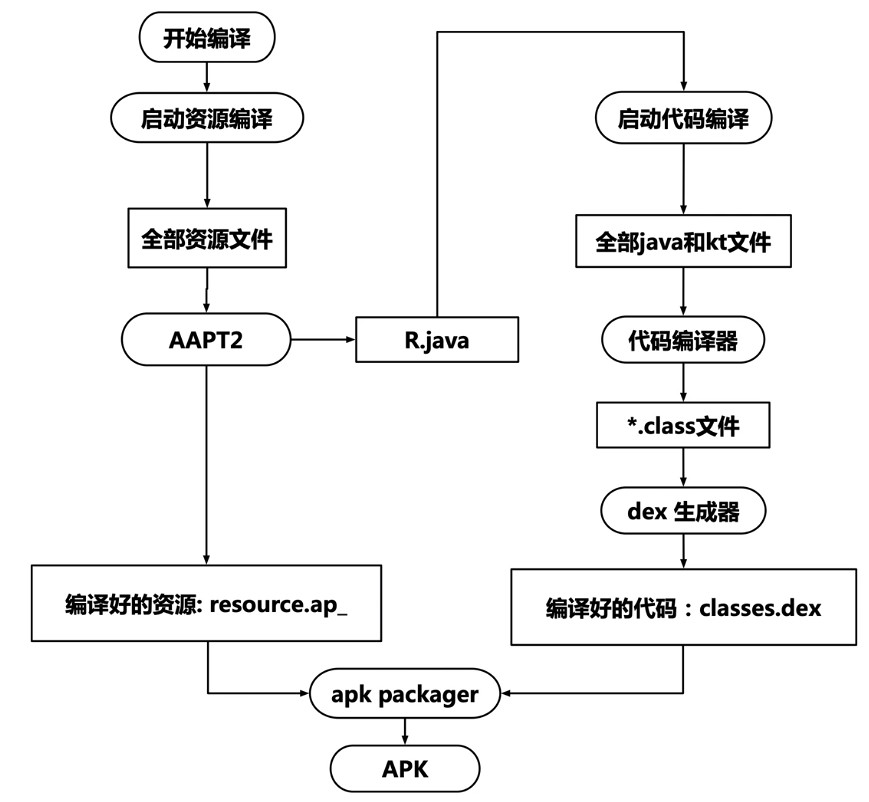 开始编译
启动资源编译
全部资源文件
AAPT2
R.java
启动代码编译
全部java和kt文件
代码编译器
*.class文件
dex 生成器
编译好的资源: resource.ap_
编译好的代码：classes.dex
apk packager
APK